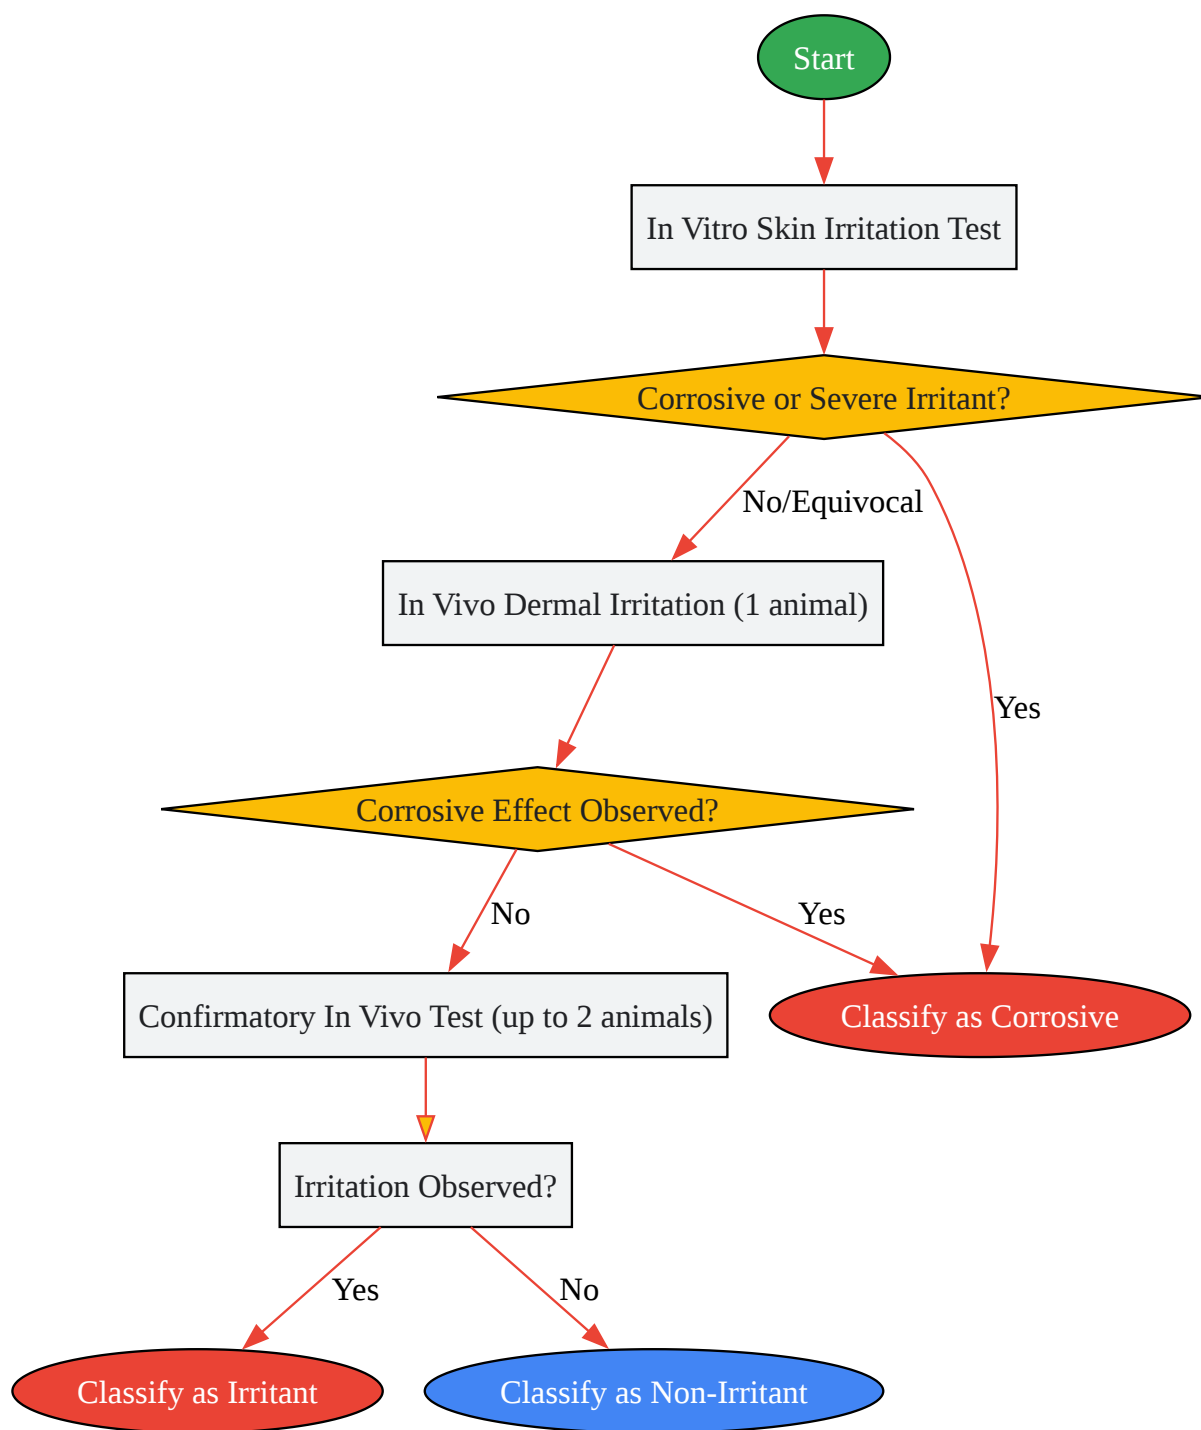 Start
In Vitro Skin Irritation Test
Corrosive or Severe Irritant?
No/Equivocal
In Vivo Dermal Irritation (1 animal)
Yes
Corrosive Effect Observed?
No
Yes
Confirmatory In Vivo Test (up to 2 animals)
Classify as Corrosive
Irritation Observed?
Yes
No
Classify as Irritant
Classify as Non-Irritant